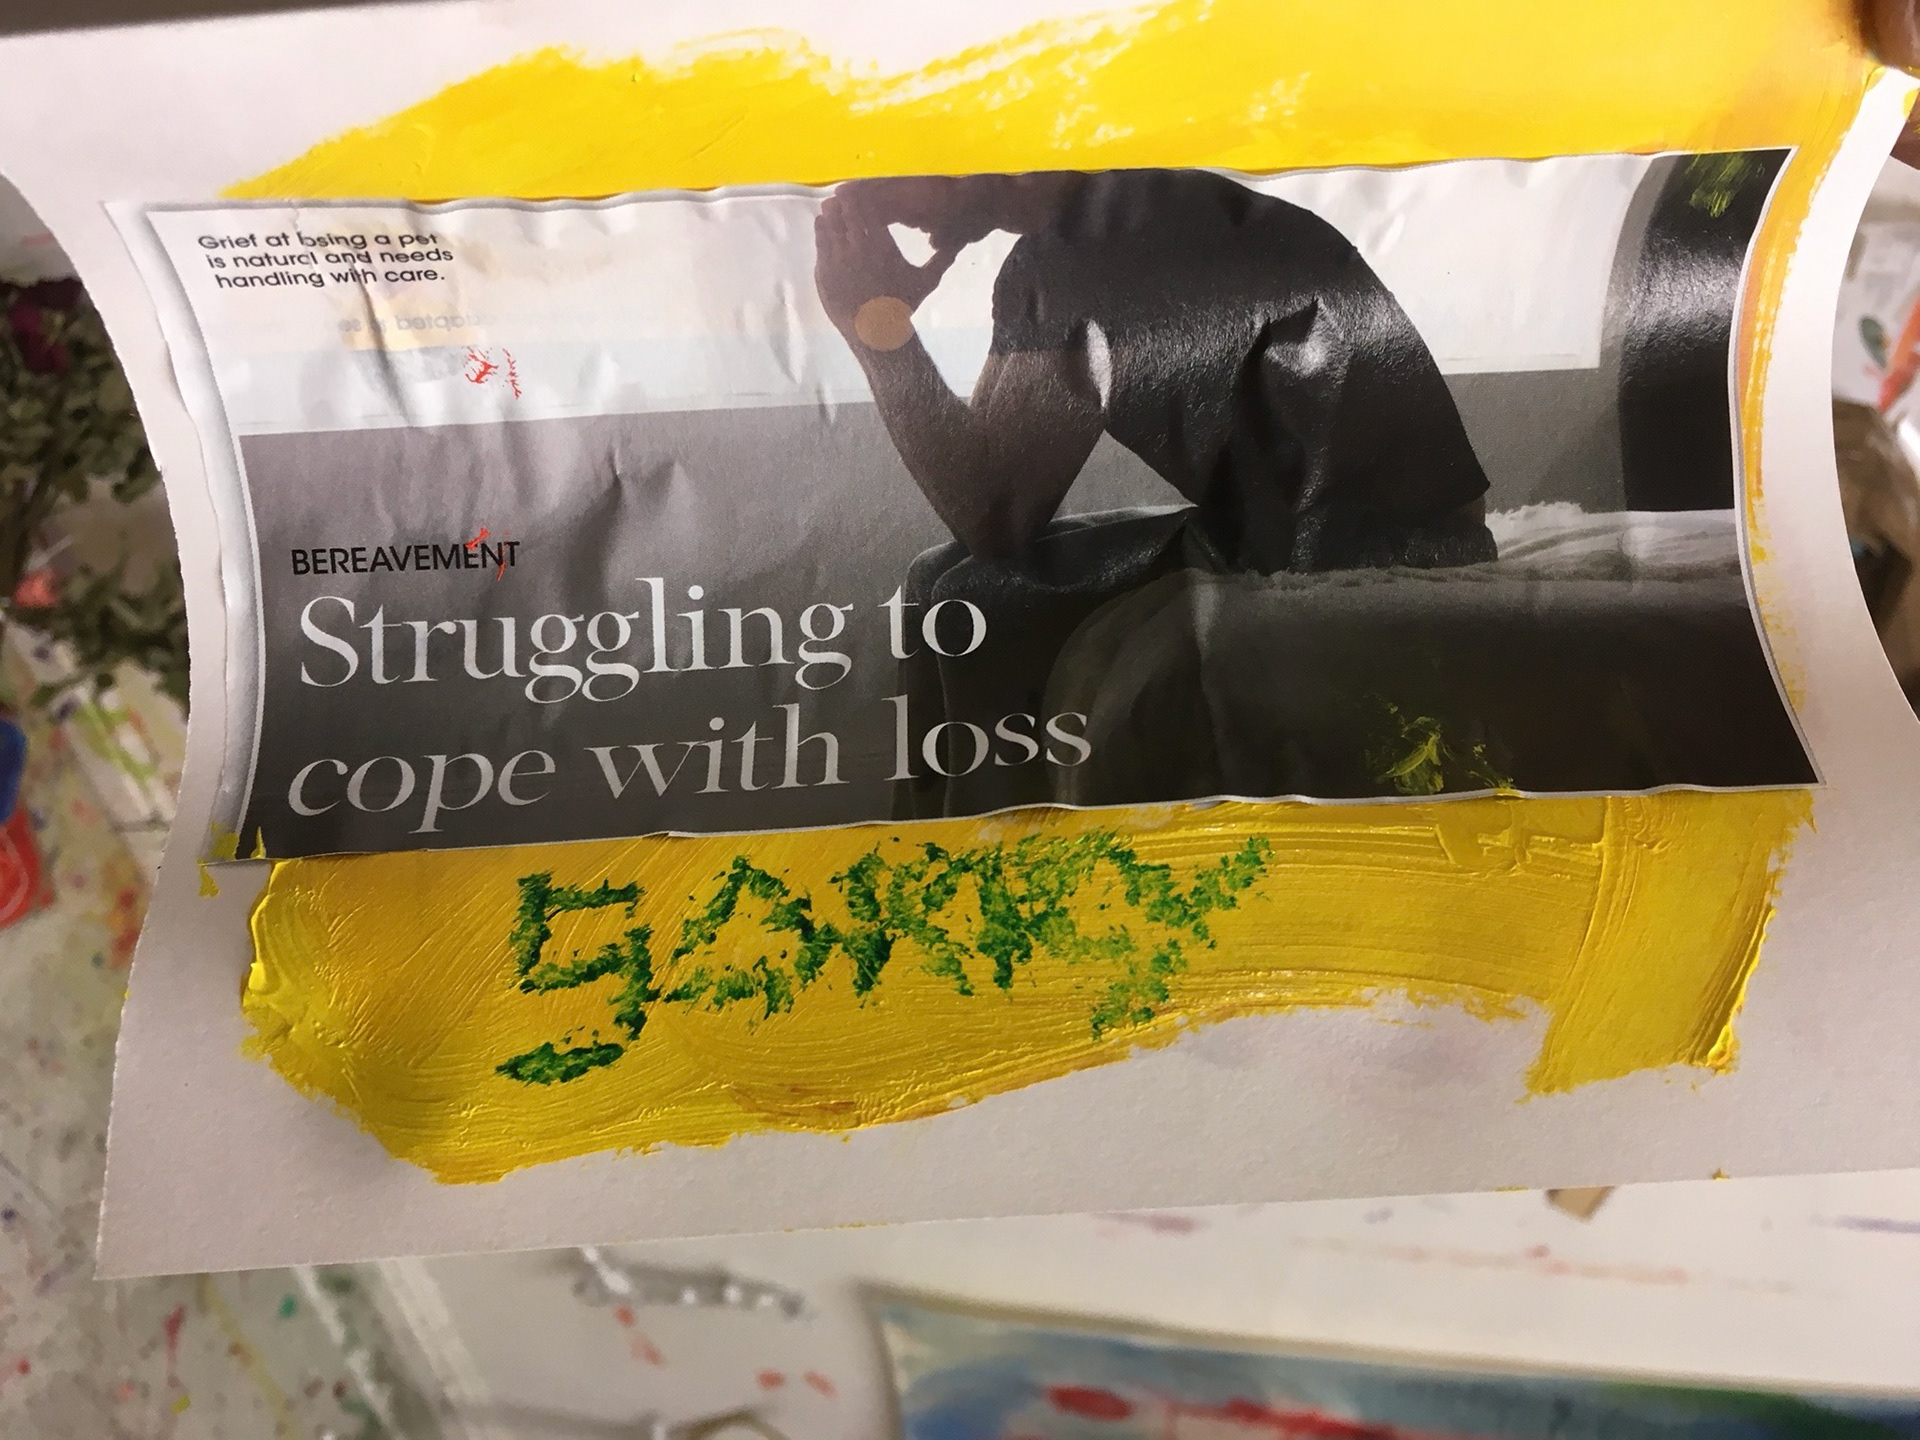 Grief at losing a pet
is natural and needs
handling with care.
BEREAVEMENT
Struggling to
cope with loss